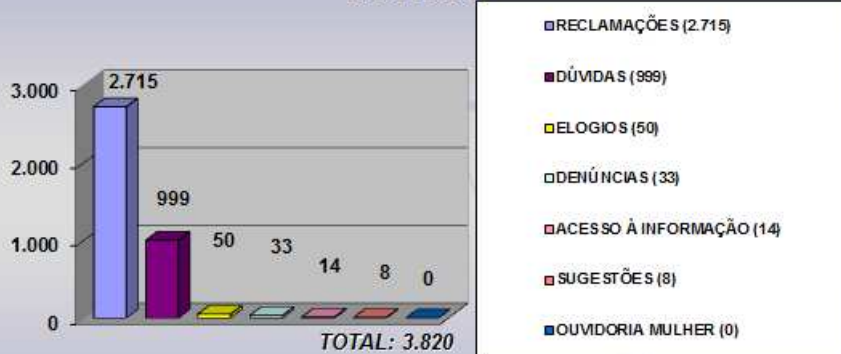 3.000
2.000
1.000
0
2.715
999
50
33
14
8
0
TOTAL: 3.820
RECLAMAÇÕES (2.715)
DÚVIDAS (999)
ELOGIOS (50)
DENÚNCIAS (33)
ACESSO À INFORMAÇÃO (14)
SUGESTÕES (8)
OUVIDORIA MULHER (0)